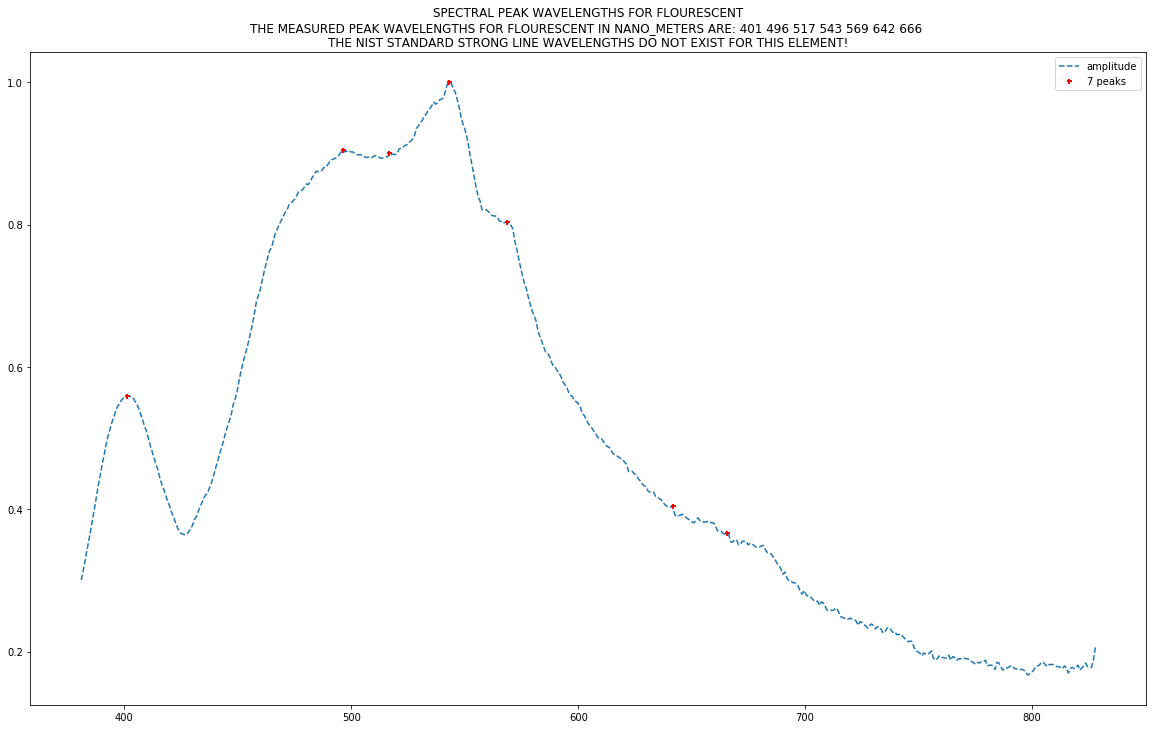 SPECTRAL PEAK WAVELENGTHS FOR FLOURESCENT
THE MEASURED PEAK WAVELENGTHS FOR FLOURESCENT IN NANO_METERS ARE: 401 496 517 543 569 642 666
THE NIST STANDARD STRONG LINE WAVELENGTHS DO NOT EXIST FOR THIS ELEMENT!
amplitude
7 peaks
1.0
0.8
0.6
0.4
0.2
400 500 600 700 800